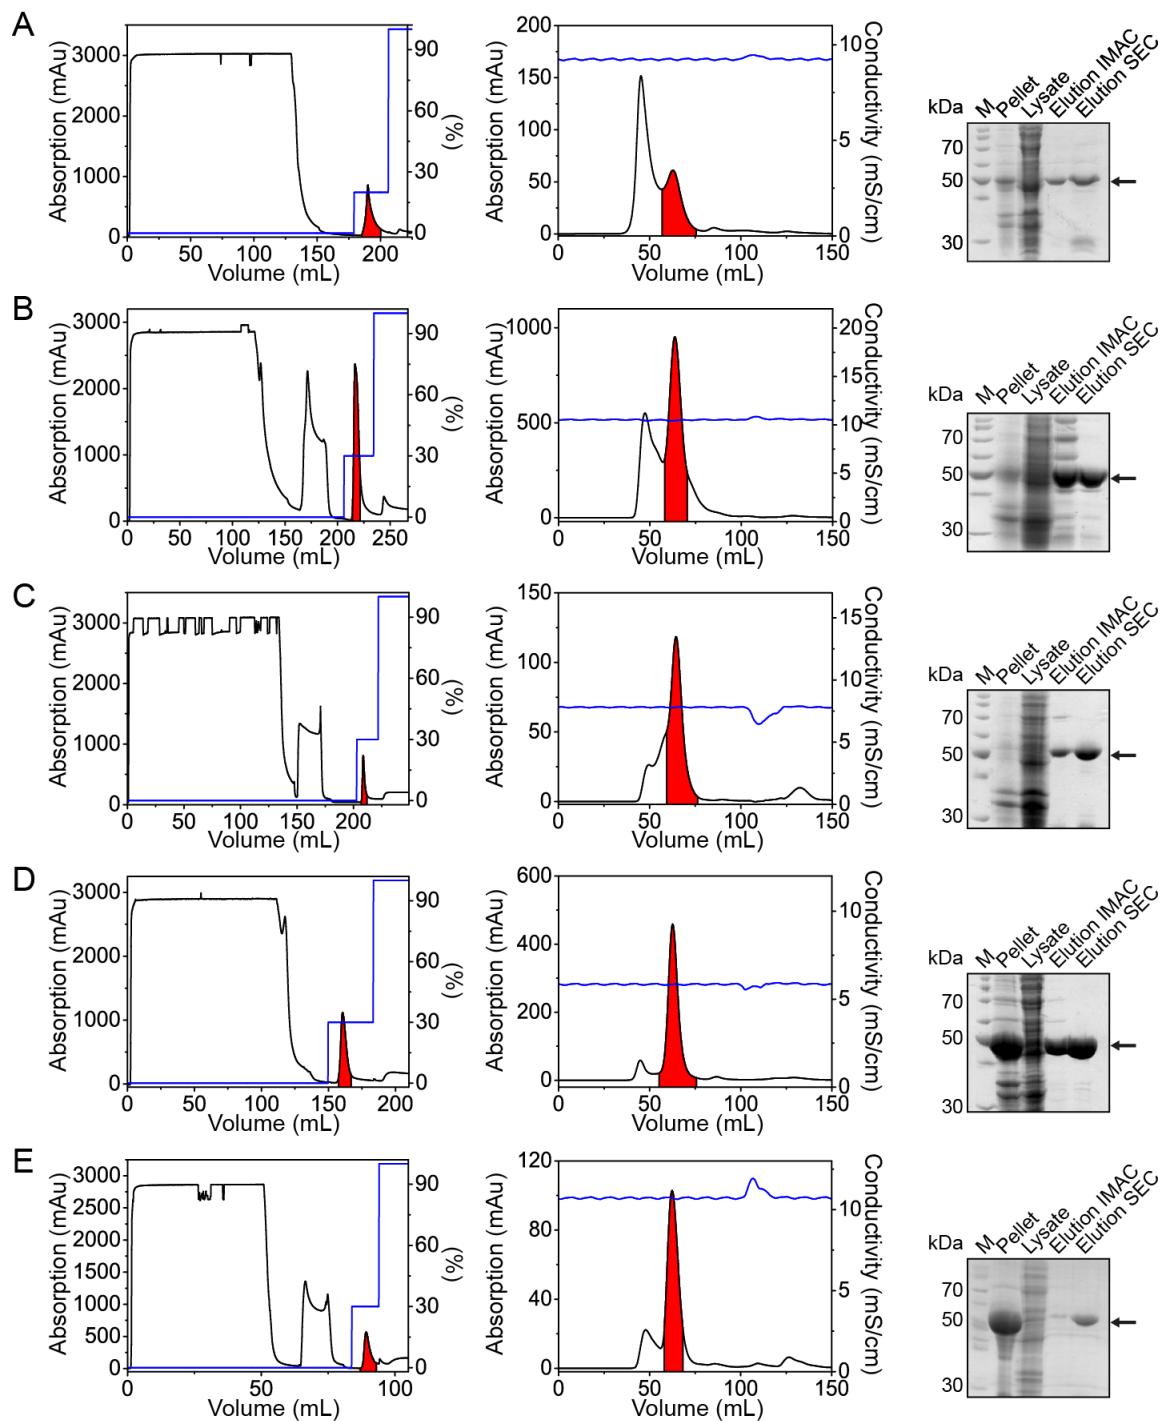 A
Absorption (mAu)
3000
2000
1000
0
90
60
30
0
(%)
0 50 100 150 200
Volume (mL)
Absorption (mAu)
200
150
100
50
0
10
5
0
Conductivity (mS/cm)
0 50 100 150
Volume (mL)
kDa
M Pellet Lysate Elution IMAC Elution SEC
70
50
30
B
Absorption (mAu)
3000
2000
1000
0
90
60
30
0
(%)
0 50 100 150 200 250
Volume (mL)
Absorption (mAu)
1000
500
0
20
15
10
5
0
Conductivity (mS/cm)
0 50 100 150
Volume (mL)
kDa
M Pellet Lysate Elution IMAC Elution SEC
70
50
30
C
Absorption (mAu)
3000
2000
1000
0
90
60
30
0
(%)
0 50 100 150 200
Volume (mL)
Absorption (mAu)
150
100
50
0
15
10
5
0
Conductivity (mS/cm)
0 50 100 150
Volume (mL)
kDa
M Pellet Lysate Elution IMAC Elution SEC
70
50
30
D
Absorption (mAu)
3000
2000
1000
0
90
60
30
0
(%)
0 50 100 150 200
Volume (mL)
Absorption (mAu)
600
400
200
0
10
5
0
Conductivity (mS/cm)
0 50 100 150
Volume (mL)
kDa
M Pellet Lysate Elution IMAC Elution SEC
70
50
30
E
Absorption (mAu)
3000
2500
2000
1500
1000
500
0
90
60
30
0
(%)
0 50 100
Volume (mL)
Absorption (mAu)
120
80
40
0
10
5
0
Conductivity (mS/cm)
0 50 100 150
Volume (mL)
kDa
M Pellet Lysate Elution IMAC Elution SEC
70
50
30